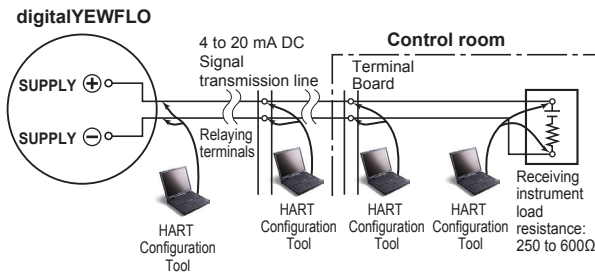 digitalYEWFLO
SUPPLY
SUPPLY
4 to 20 mA DC
Signal
transmission line
Relaying
terminals
Control room
Terminal
Board
HART
Configuration
Tool
HART
Configuration
Tool
HART
Configuration
Tool
HART
Configuration
Tool
Receiving
instrument
load
resistance:
250 to 600Ω